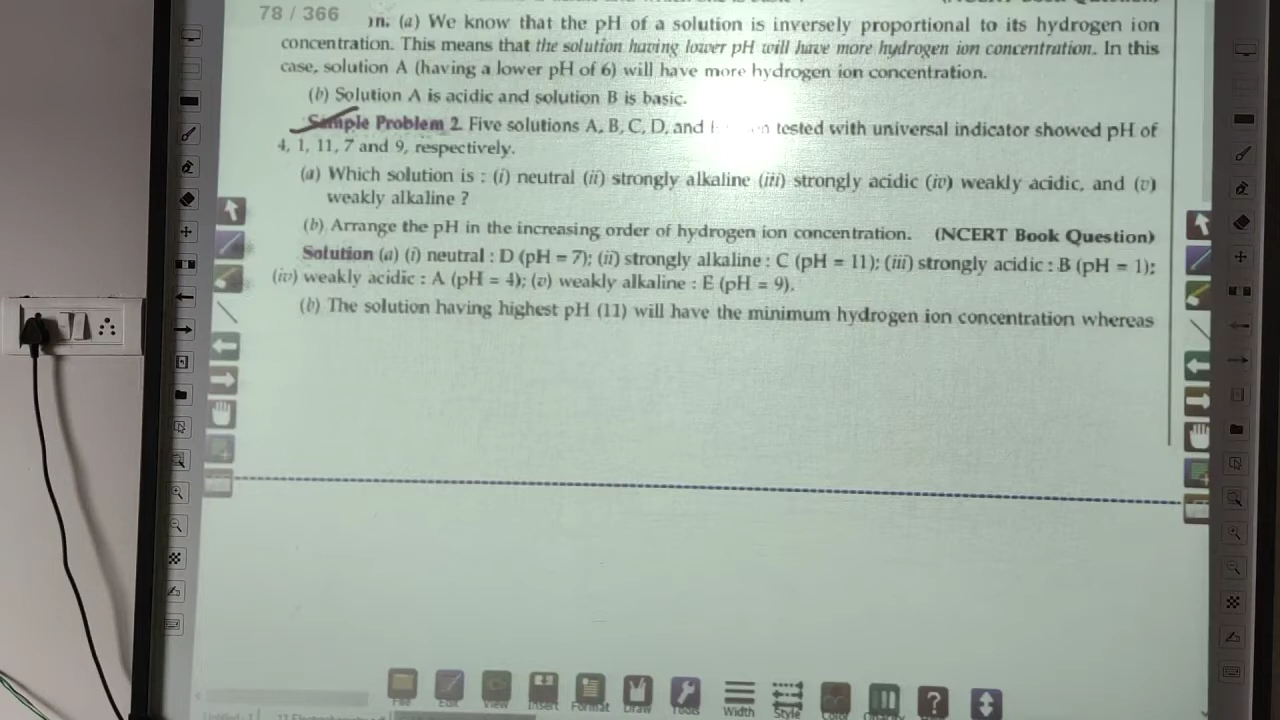 78 / 366
(a) We know that the pH of a solution is inversely proportional to its hydrogen ion
concentration. This means that the solution having lower pH will have more hydrogen ion concentration. In this
case, solution A (having a lower pH of 6) will have more hydrogen ion concentration.
(b) Solution A is acidic and solution B is basic.
Sample Problem 2. Five solutions A, B, C, D, and tested with universal indicator showed pH of
4, 1, 11, 7 and 9, respectively.
(a) Which solution is : (i) neutral (ii) strongly alkaline (iii) strongly acidic (iv) weakly acidic, and (v)
weakly alkaline ?
(b) Arrange the pH in the increasing order of hydrogen ion concentration. (NCERT Book Question)
Solution (a) (i) neutral : D (pH = 7); (ii) strongly alkaline : C (pH = 11); (iii) strongly acidic : B (pH = 1);
(iv) weakly acidic : A (pH = 4); (v) weakly alkaline : E (pH = 9).
(b) The solution having highest pH (11) will have the minimum hydrogen ion concentration whereas
File Edit View Insert Format Draw Tools Width Style